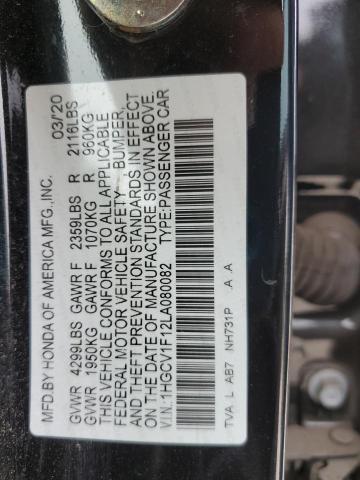 MFD.BY HONDA OF AMERICA MFG.,INC. 03/'20
GVWR 4299LBS GAWR F 2359LBS R 2116LBS
GVWR 1950KG GAWR F 1070KG R 960KG
THIS VEHICLE CONFORMS TO ALL APPLICABLE
FEDERAL MOTOR VEHICLE SAFETY, BUMPER,
AND THEFT PREVENTION STANDARDS IN EFFECT
ON THE DATE OF MANUFACTURE SHOWN ABOVE.
V.I.N.:1HGCV1F12LA080082 TYPE:PASSENGER CAR
TVA L AB7 NH731P A A